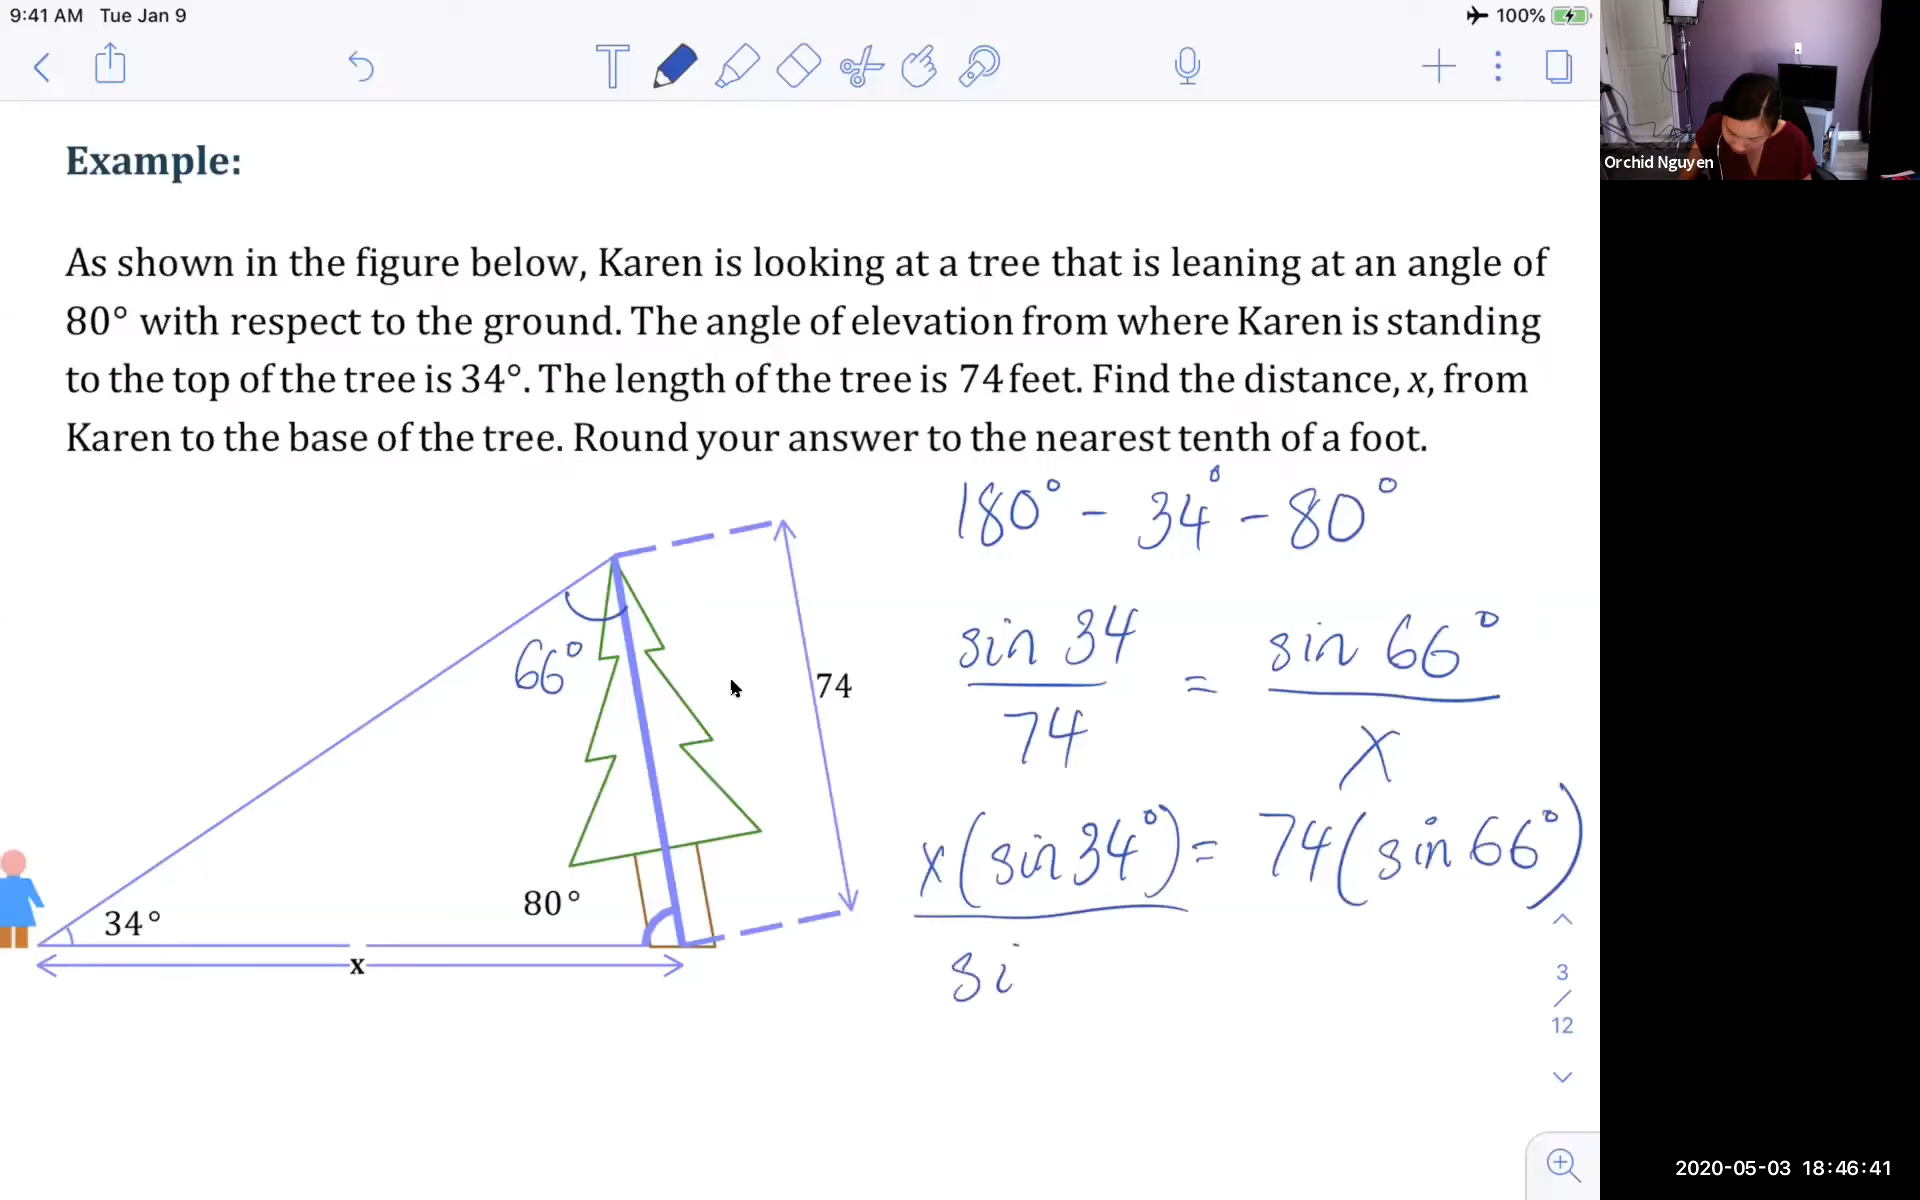 9:41 AM Tue Jan 9
100%
Orchid Nguyen
Example:
As shown in the figure below, Karen is looking at a tree that is leaning at an angle of
80° with respect to the ground. The angle of elevation from where Karen is standing
to the top of the tree is 34°. The length of the tree is 74 feet. Find the distance, x, from
Karen to the base of the tree. Round your answer to the nearest tenth of a foot.
180° - 34° - 80°
sin 34 = sin 66°
74 x
66°
74
x(sin 34°) = 74(sin 66°)
si
80°
34°
x
3
/
12
2020-05-03 18:46:41